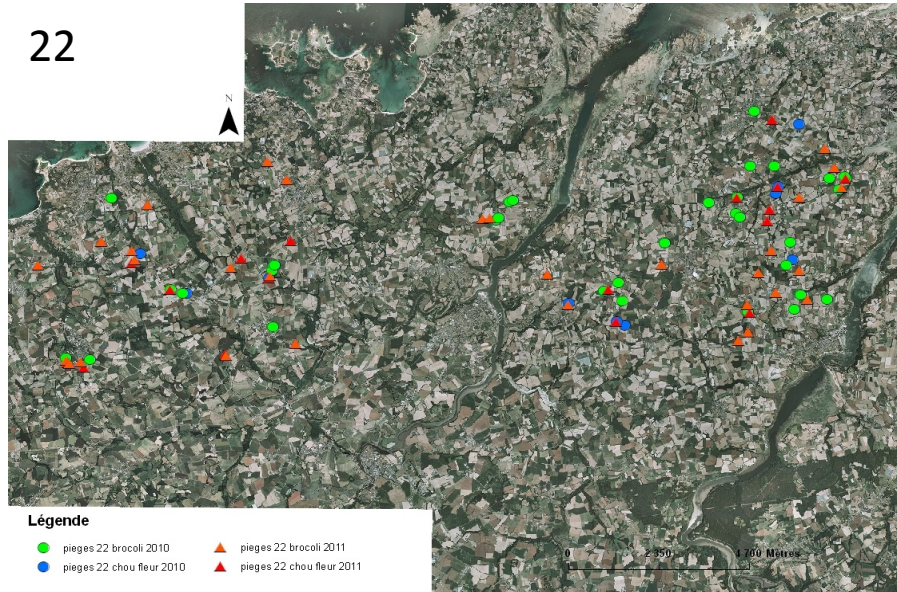 22
N
Légende
pieges 22 brocoli 2010
pieges 22 brocoli 2011
pieges 22 chou fleur 2010
pieges 22 chou fleur 2011
0 2 350 4 700 Mètres